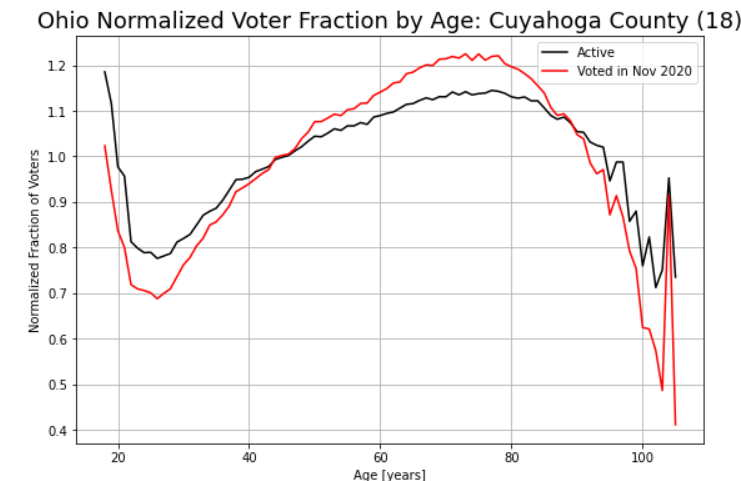 Ohio Normalized Voter Fraction by Age: Cuyahoga County (18)
Active
Voted in Nov 2020
Normalized Fraction of Voters
1.2
1.1
1.0
0.9
0.8
0.7
0.6
0.5
0.4
20 40 60 80 100
Age [years]